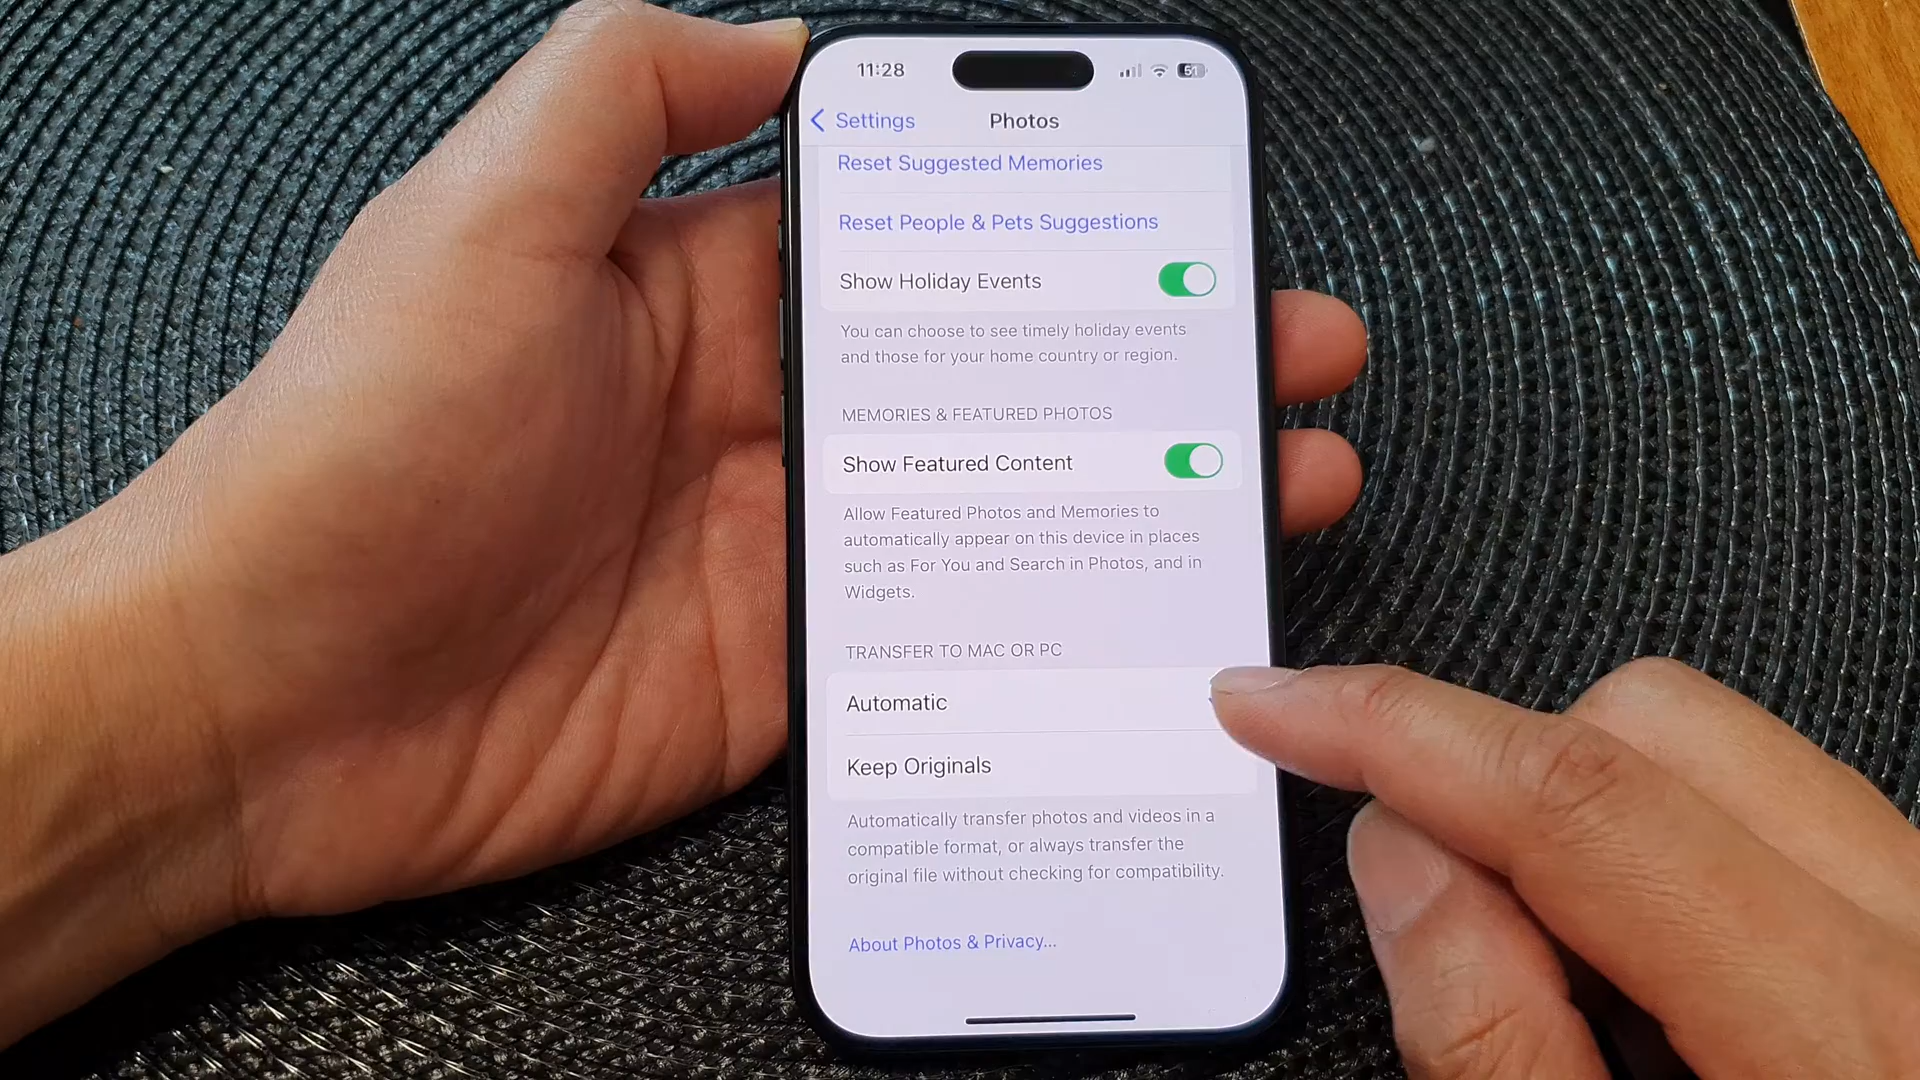 11:28
51
Settings
Photos
Reset Suggested Memories
Reset People & Pets Suggestions
Show Holiday Events
You can choose to see timely holiday events
and those for your home country or region.
MEMORIES & FEATURED PHOTOS
Show Featured Content
Allow Featured Photos and Memories to
automatically appear on this device in places
such as For You and Search in Photos, and in
Widgets.
TRANSFER TO MAC OR PC
Automatic
Keep Originals
Automatically transfer photos and videos in a
compatible format, or always transfer the
original file without checking for compatibility.
About Photos & Privacy...